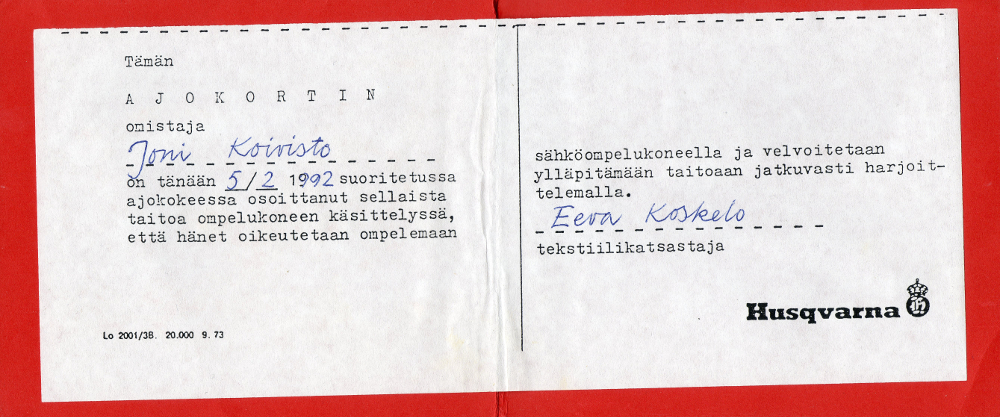 Tämän
A J O K O R T I N
omistaja
Joni Koivisto
on tänään 5/2 1992 suoritetussa
ajokokeessa osoittanut sellaista
taitoa ompelukoneen käsittelyssä,
että hänet oikeutetaan ompelemaan
Lo 2001/38. 20.000 9.73
sähköompelukoneella ja velvoitetaan
ylläpitämään taitoaan jatkuvasti harjoit-
telemalla.
Eeva Koskelo
tekstiilikatsastaja
Husqvarna